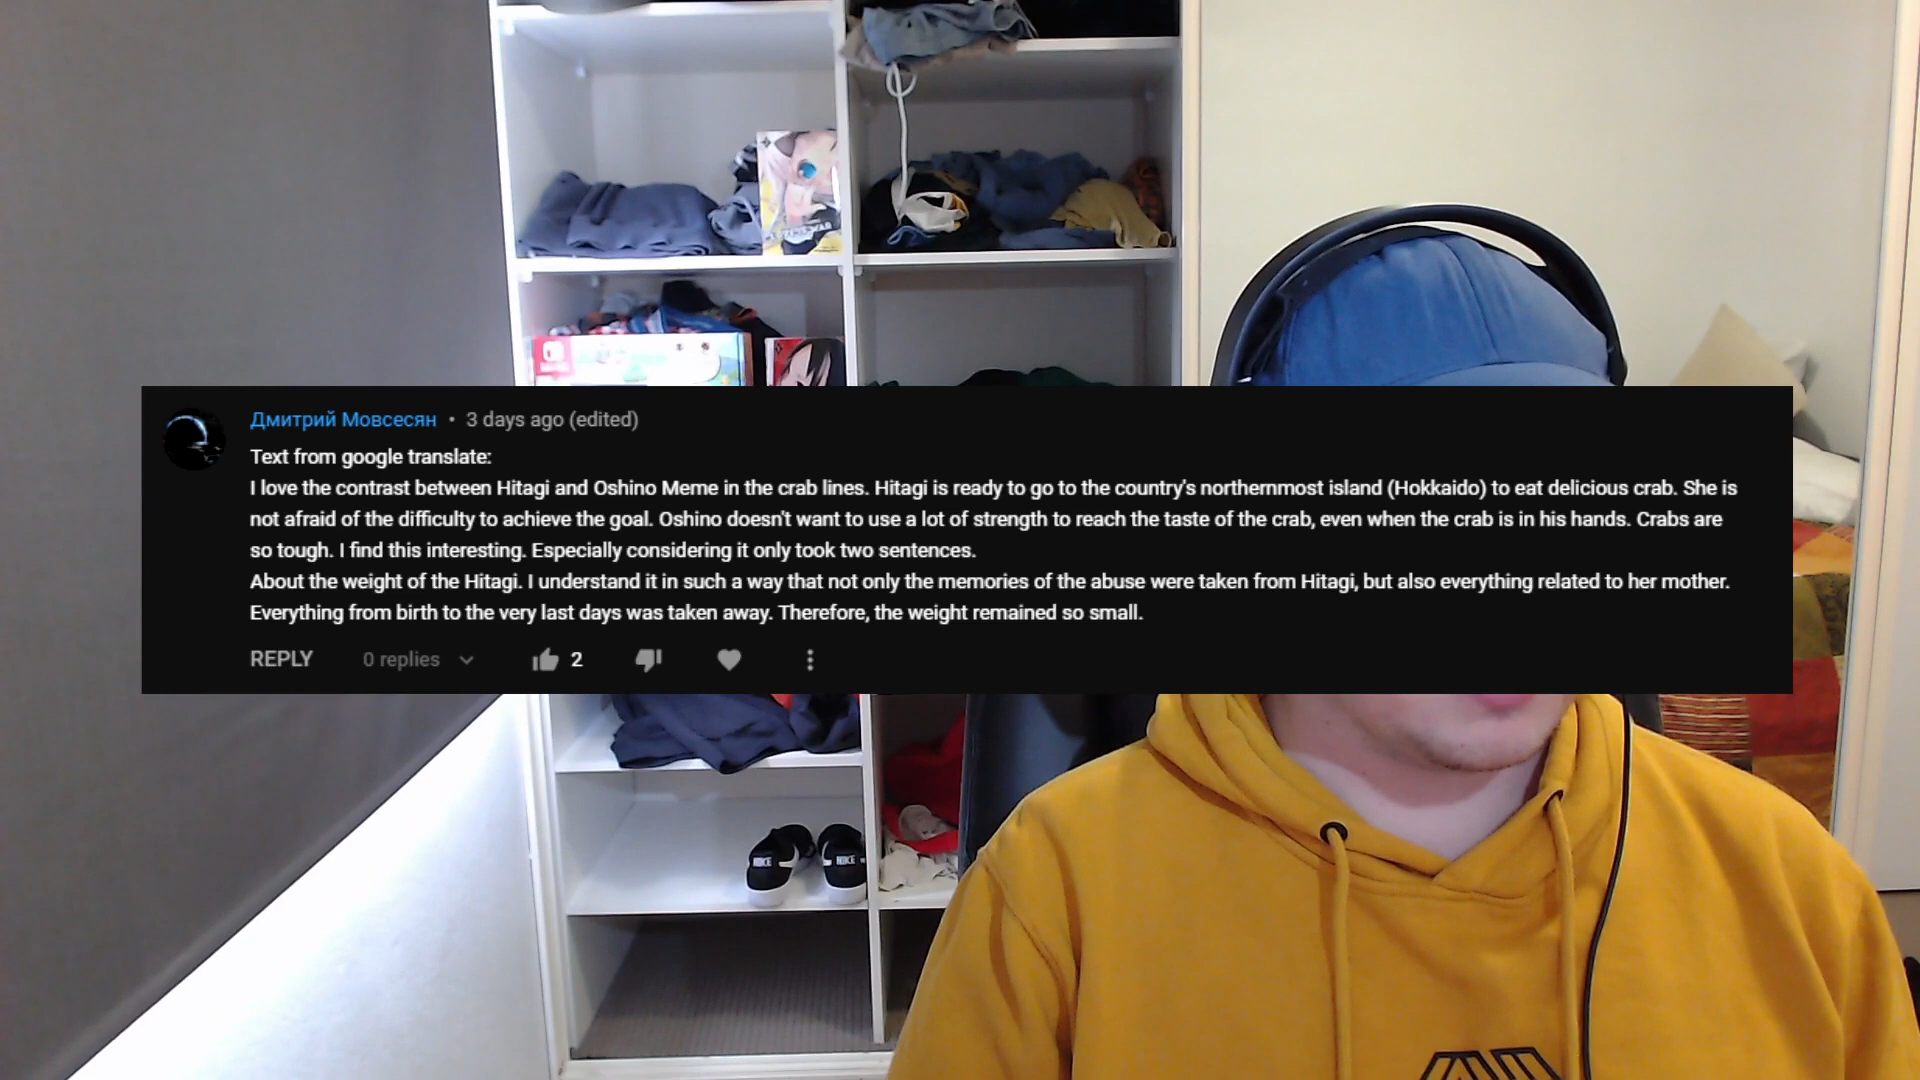 Дмитрий Мовсесян • 3 days ago (edited)
Text from google translate:
I love the contrast between Hitagi and Oshino Meme in the crab lines. Hitagi is ready to go to the country's northernmost island (Hokkaido) to eat delicious crab. She is
not afraid of the difficulty to achieve the goal. Oshino doesn't want to use a lot of strength to reach the taste of the crab, even when the crab is in his hands. Crabs are
so tough. I find this interesting. Especially considering it only took two sentences.
About the weight of the Hitagi. I understand it in such a way that not only the memories of the abuse were taken from Hitagi, but also everything related to her mother.
Everything from birth to the very last days was taken away. Therefore, the weight remained so small.
REPLY 0 replies 2
NIKE NIKE